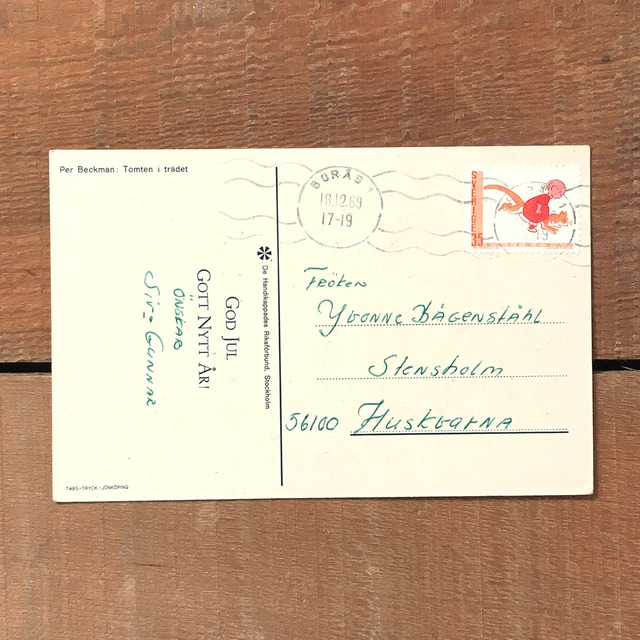 Per Beckman: Tomten i trädet
GOD JUL
GOTT NYTT ÅR!
ÖNSKAR
Siv = GUNNAR
TABS-TRYCK-JÖNKÖPING
De Handikappades Riksförbund, Stockholm
BORÅS 1
18.12.69
17-19
SVERIGE 35
Fröken
Yvonne Bågenståhl
Stensholm
56100 HUSKVARNA